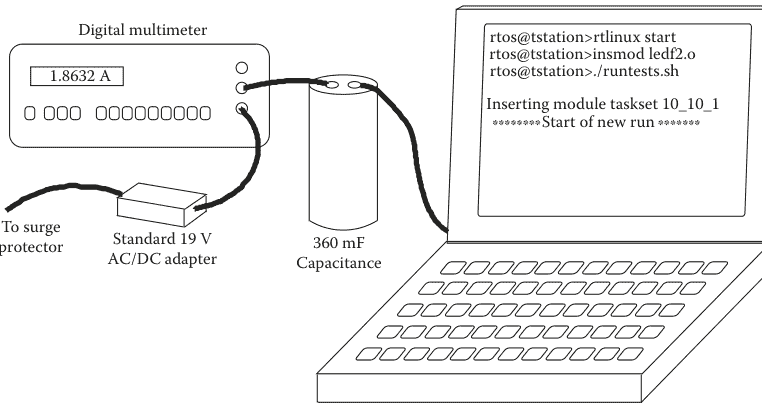 Digital multimeter
1.8632 A
To surge
protector
Standard 19 V
AC/DC adapter
360 mF
Capacitance
rtos@tstation>rtlinux start
rtos@tstation>insmod ledf2.o
rtos@tstation>./runtests.sh
Inserting module taskset 10_10_1
********Start of new run *******